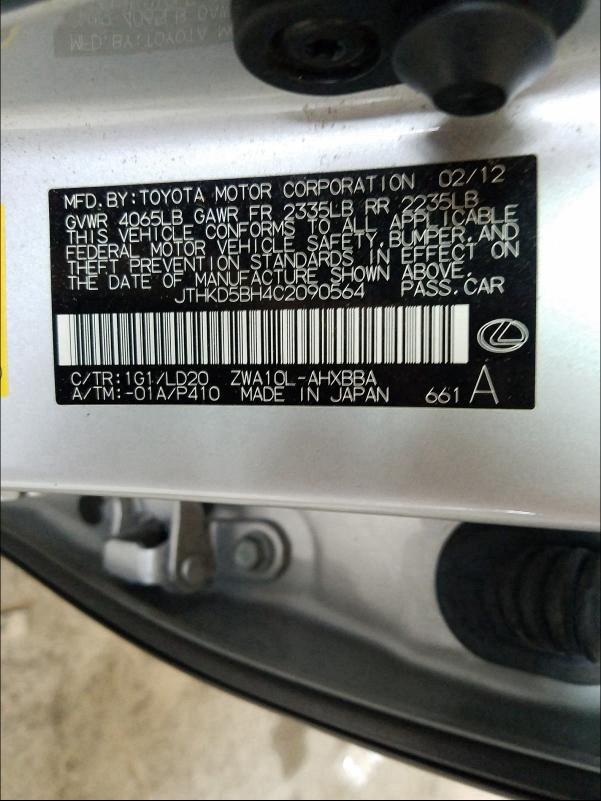 MFD. BY: TOYOTA MOTOR CORPORATION 02/12
GVWR 4065LB GAWR FR 2335LB RR 2235LB
THIS VEHICLE CONFORMS TO ALL APPLICABLE
FEDERAL MOTOR VEHICLE SAFETY, BUMPER, AND
THEFT PREVENTION STANDARDS IN EFFECT ON
THE DATE OF MANUFACTURE SHOWN ABOVE.
JTHKD5BH4C2090564 PASS.CAR
C/TR:1G1/LD20 ZWA10L-AHXBBA
A/TM:-01A/P410 MADE IN JAPAN 661 A